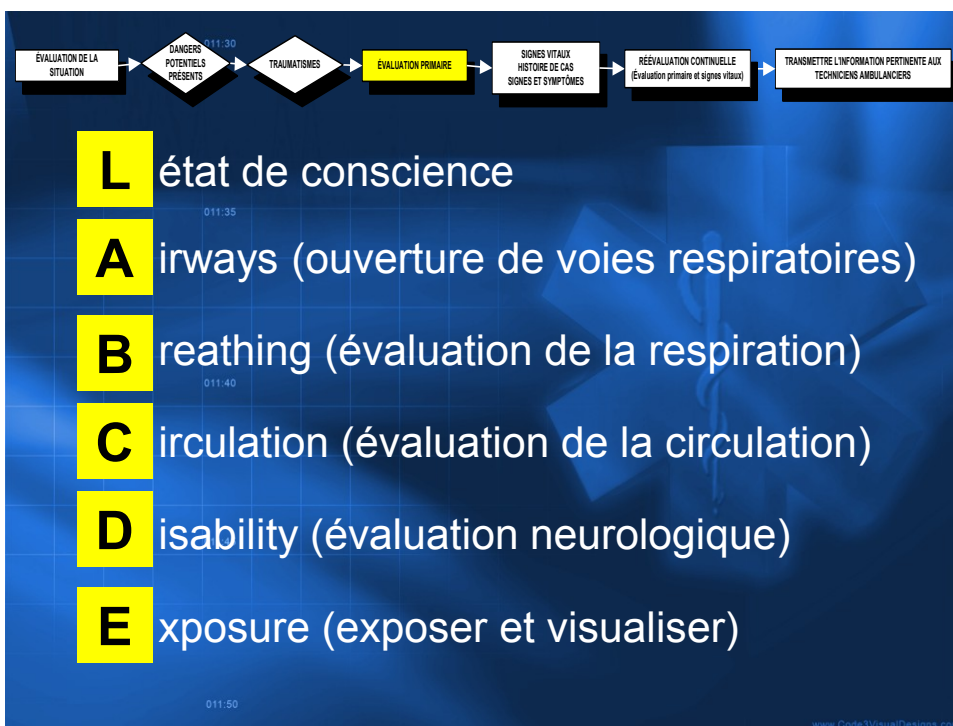 ÉVALUATION DE LA
SITUATION
DANGERS
POTENTIELS
PRÉSENTS
TRAUMATISMES
ÉVALUATION PRIMAIRE
SIGNES VITAUX
HISTOIRE DE CAS
SIGNES ET SYMPTÔMES
RÉÉVALUATION CONTINUELLE
(Évaluation primaire et signes vitaux)
TRANSMETTRE L'INFORMATION PERTINENTE AUX
TECHNICIENS AMBULANCIERS
011:30
L état de conscience
011:35
A irways (ouverture de voies respiratoires)
B reathing (évaluation de la respiration)
011:40
C irculation (évaluation de la circulation)
D isability (évaluation neurologique)
E xposure (exposer et visualiser)
011:50
www.Code3VisualDesigns.com